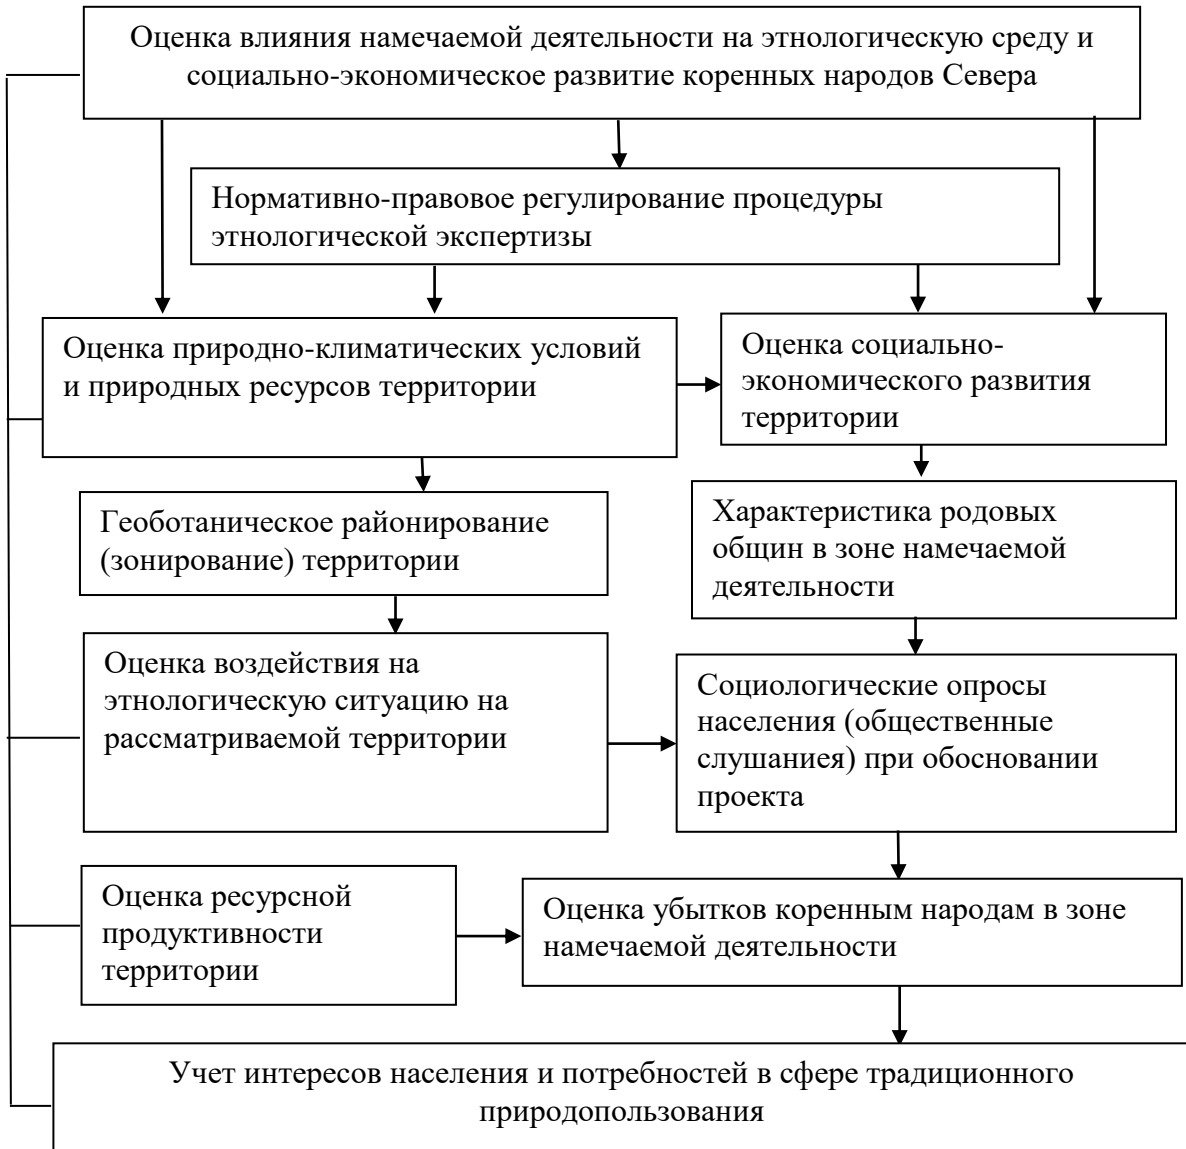 Оценка влияния намечаемой деятельности на этнологическую среду и
социально-экономическое развитие коренных народов Севера
Нормативно-правовое регулирование процедуры
этнологической экспертизы
Оценка природно-климатических условий
и природных ресурсов территории
Оценка социально-
экономического развития
территории
Геоботаническое районирование
(зонирование) территории
Характеристика родовых
общин в зоне намечаемой
деятельности
Оценка воздействия на
этнологическую ситуацию на
рассматриваемой территории
Социологические опросы
населения (общественные
слушаниея) при обосновании
проекта
Оценка ресурсной
продуктивности
территории
Оценка убытков коренным народам в зоне
намечаемой деятельности
Учет интересов населения и потребностей в сфере традиционного
природопользования